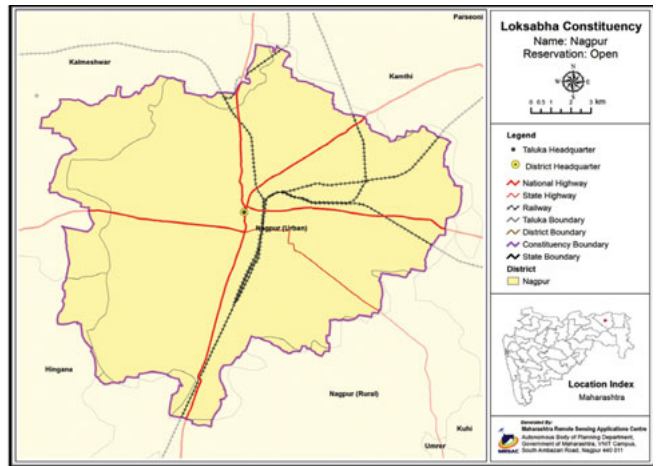 Parseoni
Kalmeshwar
Kamthi
Nagpur (Urban)
Hingana
Nagpur (Rural)
Kuhi
Umrer
Loksabha Constituency
Name: Nagpur
Reservation: Open
N
W E
S
0 0.5 1 2 3 km
Legend
Taluka Headquarter
District Headquarter
National Highway
State Highway
Railway
Taluka Boundary
District Boundary
Constituency Boundary
State Boundary
District
Nagpur
Location Index
Maharashtra
Generated By:
Maharashtra Remote Sensing Applications Centre
Autonomous Body of Planning Department,
Government of Maharashtra, VNIT Campus,
South Ambazari Road, Nagpur 440 011
MRSAC